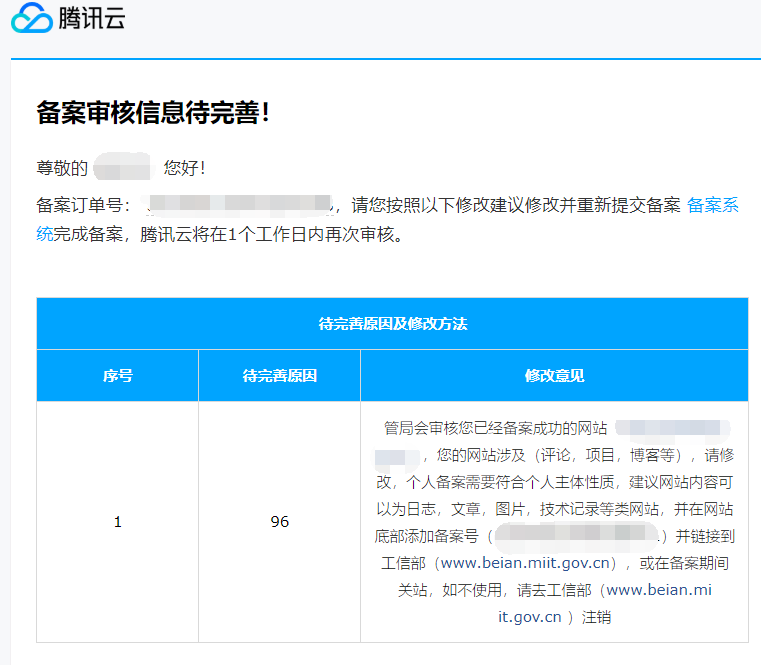 腾讯云
备案审核信息待完善！
尊敬的 您好！
备案订单号： ，请您按照以下修改建议修改并重新提交备案 备案系
统完成备案，腾讯云将在1个工作日内再次审核。
待完善原因及修改方法
序号 待完善原因 修改意见
管局会审核您已经备案成功的网站
，您的网站涉及（评论，项目，博客等），请修
改，个人备案需要符合个人主体性质，建议网站内容可
以为日志，文章，图片，技术记录等类网站，并在网站
底部添加备案号（ ）并链接到
工信部（www.beian.miit.gov.cn），或在备案期间
关站，如不使用，请去工信部（www.beian.mi
it.gov.cn ）注销
1 96